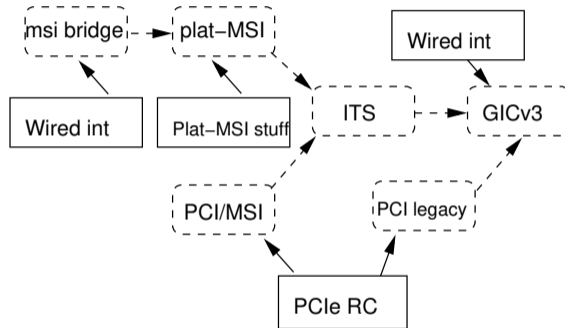 msi bridge
plat−MSI
Wired int
Wired int
Plat−MSI stuff
ITS
GICv3
PCI/MSI
PCI legacy
PCIe RC